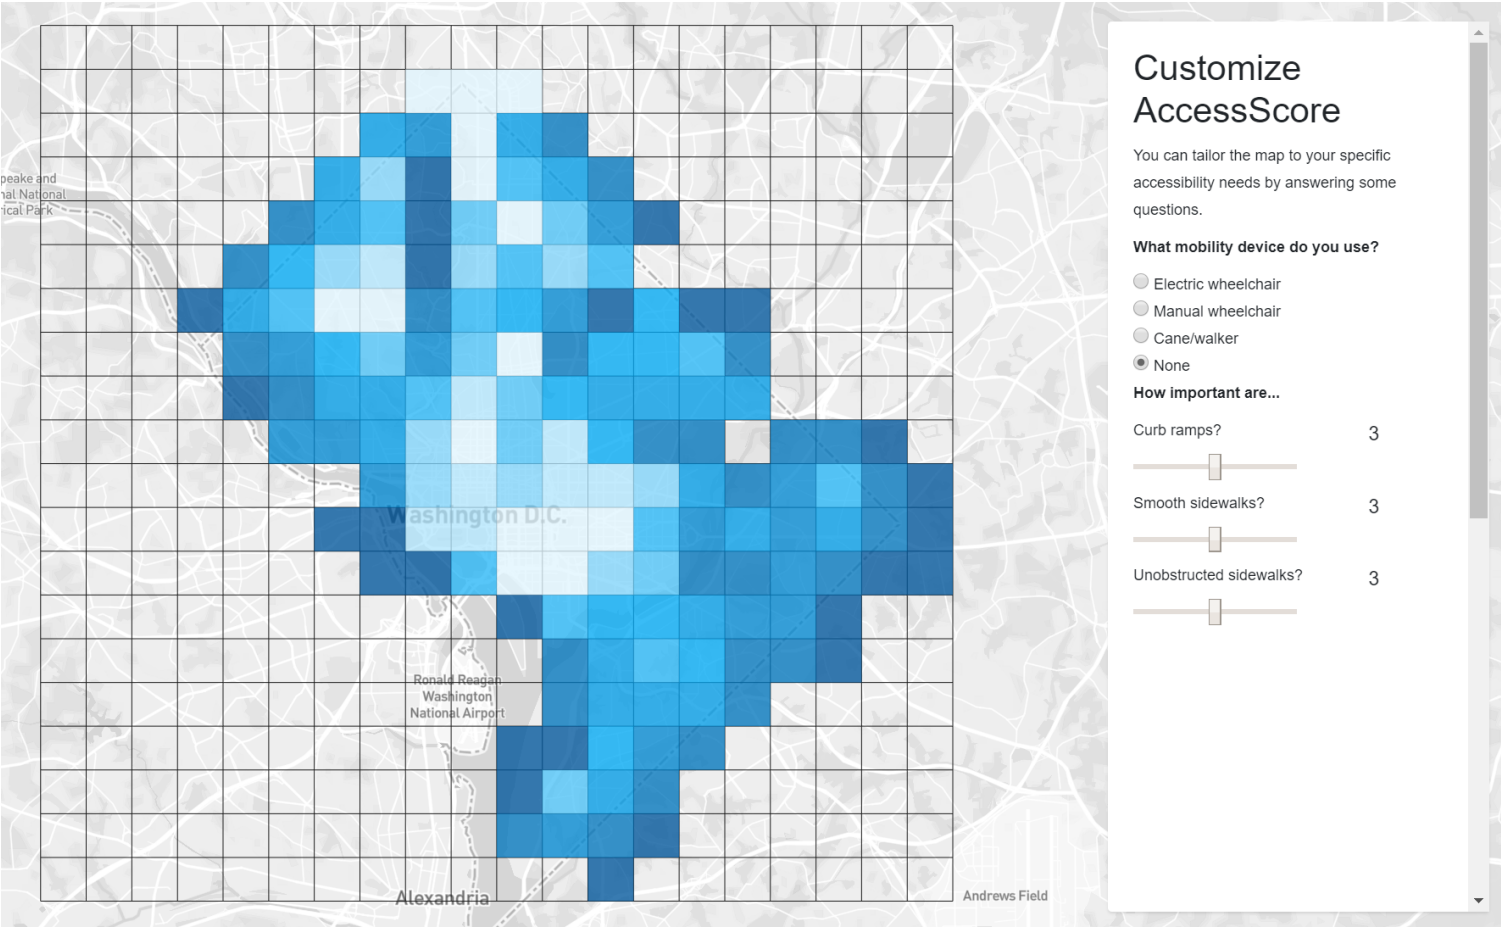 peake and
nal National
rical Park
Washington D.C.
Ronald Reagan
Washington
National Airport
Alexandria
Andrews Field
Customize
AccessScore
You can tailor the map to your specific
accessibility needs by answering some
questions.
What mobility device do you use?
Electric wheelchair
Manual wheelchair
Cane/walker
None
How important are...
Curb ramps? 3
Smooth sidewalks? 3
Unobstructed sidewalks? 3